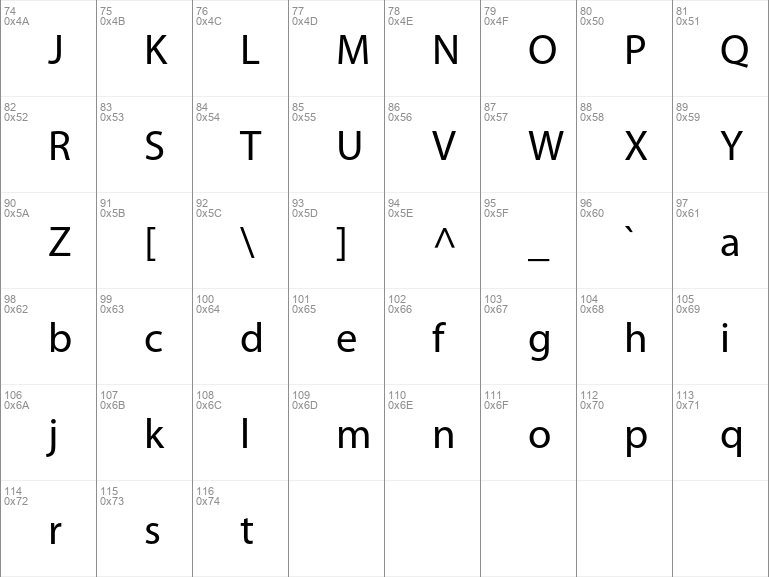 74 75 76 77 78 79 80 81
0x4A 0x4B 0x4C 0x4D 0x4E 0x4F 0x50 0x51
J K L M N O P Q
82 83 84 85 86 87 88 89
0x52 0x53 0x54 0x55 0x56 0x57 0x58 0x59
R S T U V W X Y
90 91 92 93 94 95 96 97
0x5A 0x5B 0x5C 0x5D 0x5E 0x5F 0x60 0x61
Z [ \ ] ^ _ ` a
98 99 100 101 102 103 104 105
0x62 0x63 0x64 0x65 0x66 0x67 0x68 0x69
b c d e f g h i
106 107 108 109 110 111 112 113
0x6A 0x6B 0x6C 0x6D 0x6E 0x6F 0x70 0x71
j k l m n o p q
114 115 116
0x72 0x73 0x74
r s t